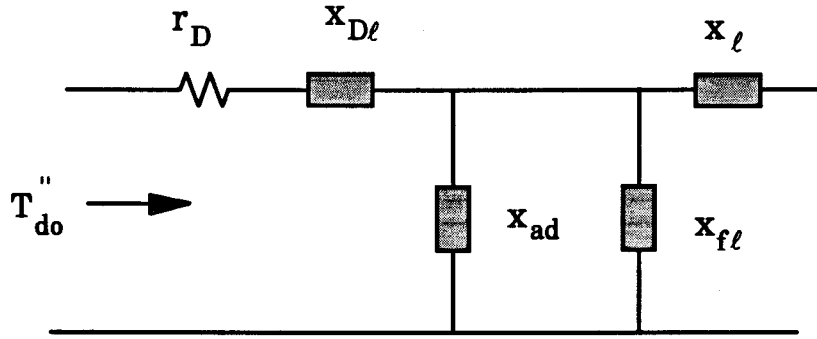 r_D
x_Dℓ
x_ℓ
T''_do
x_ad
x_fℓ